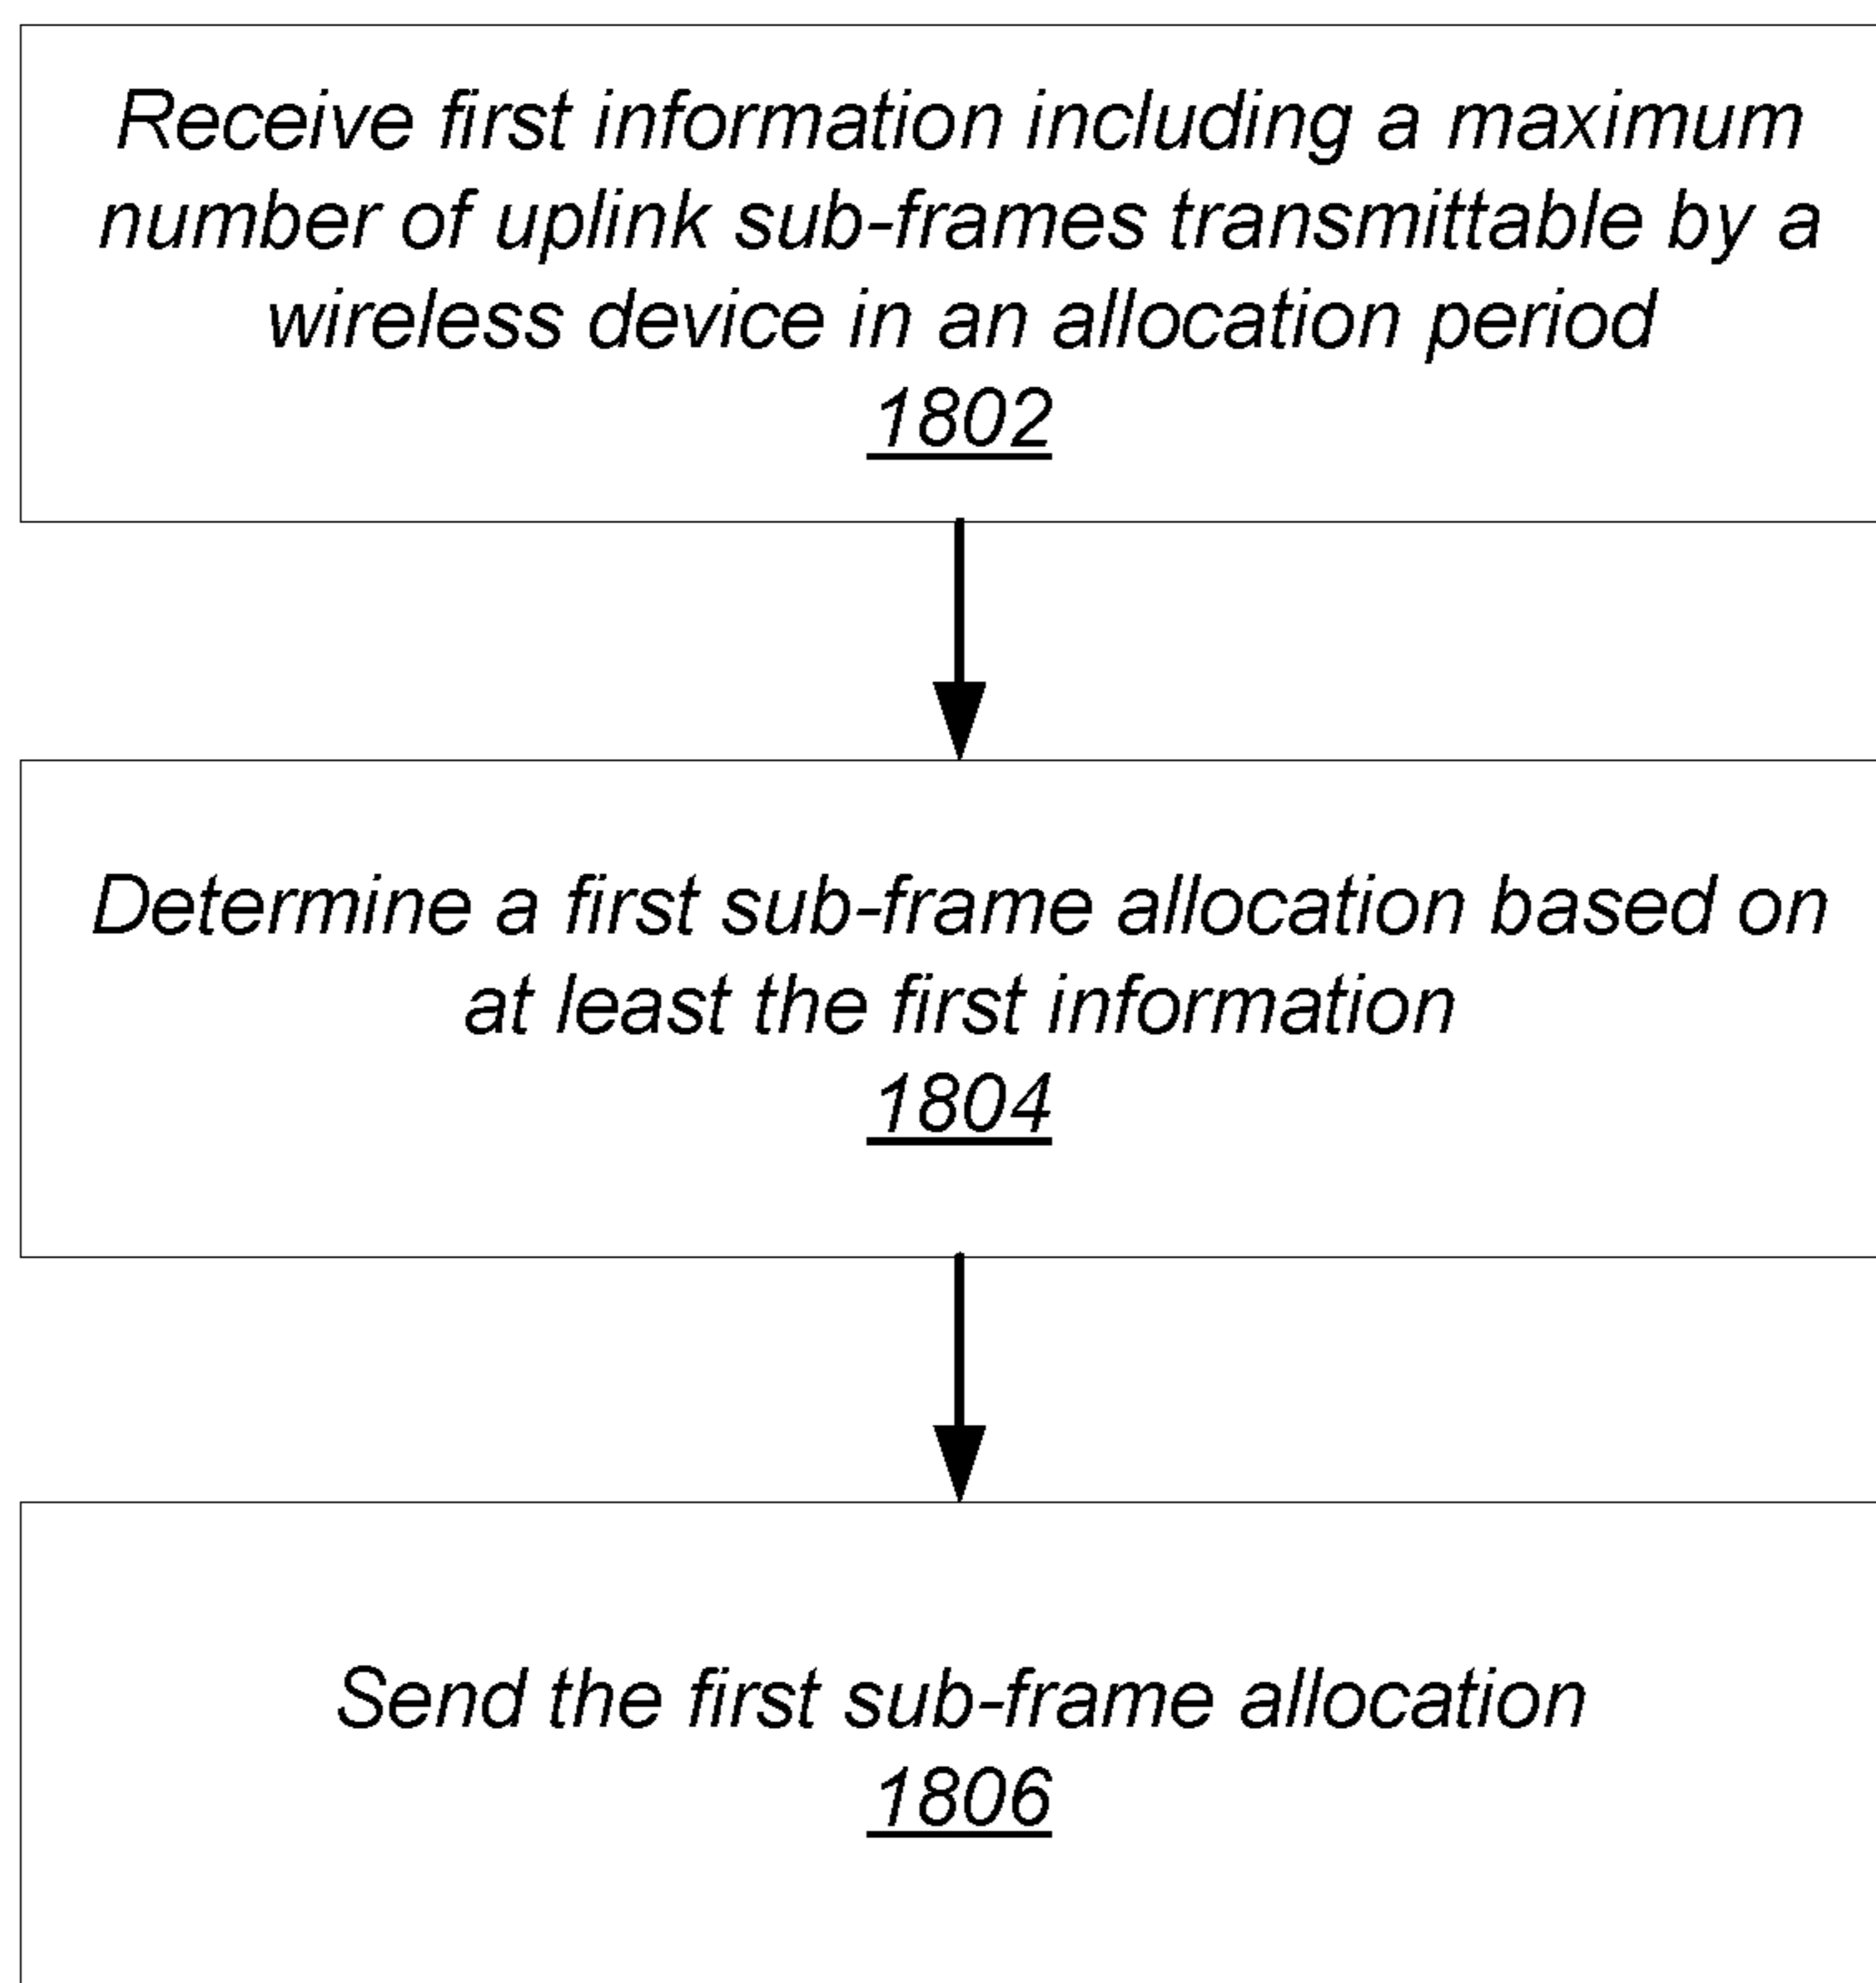 Receive first information including a maximum
number of uplink sub-frames transmittable by a
wireless device in an allocation period
1802
Determine a first sub-frame allocation based on
at least the first information
1804
Send the first sub-frame allocation
1806